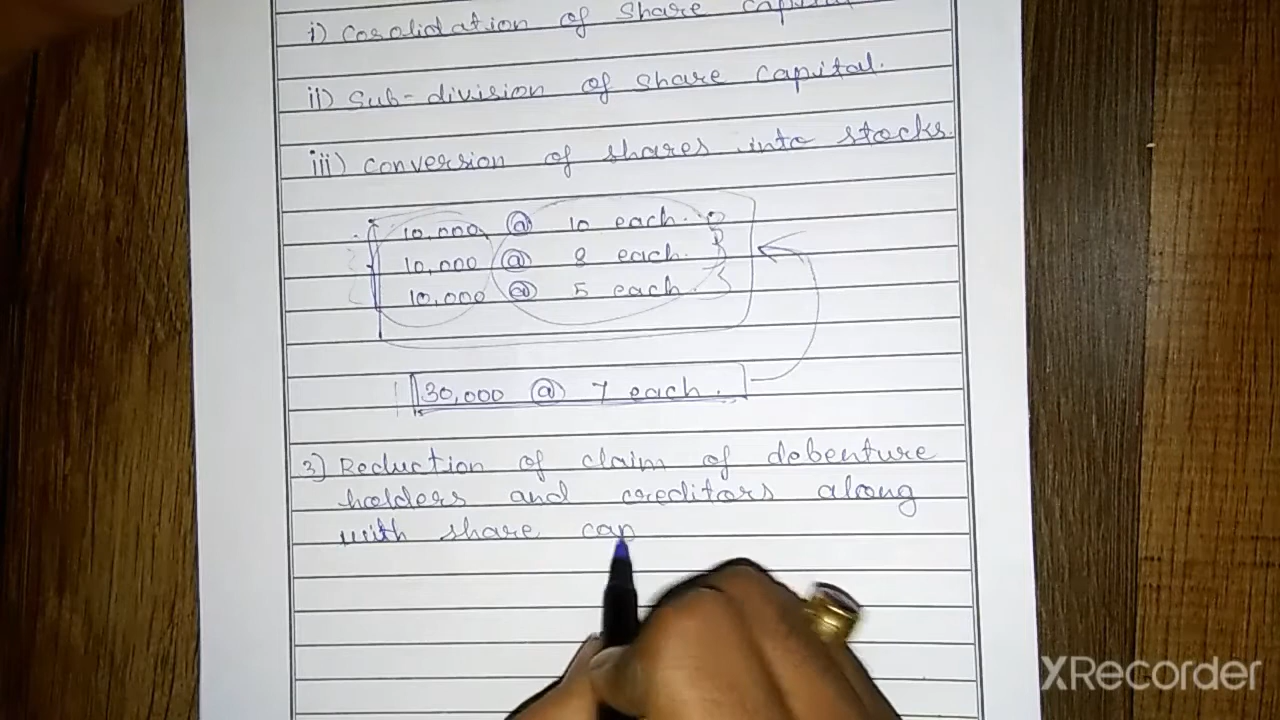 i) Cosolidation of share capital
ii) Sub-division of share capital.
iii) Conversion of shares into stocks.
10,000 @ 10 each.
10,000 @ 8 each.
10,000 @ 5 each.
30,000 @ 7 each.
3) Reduction of claim of debenture
holders and creditors along
with share cap
XRecorder